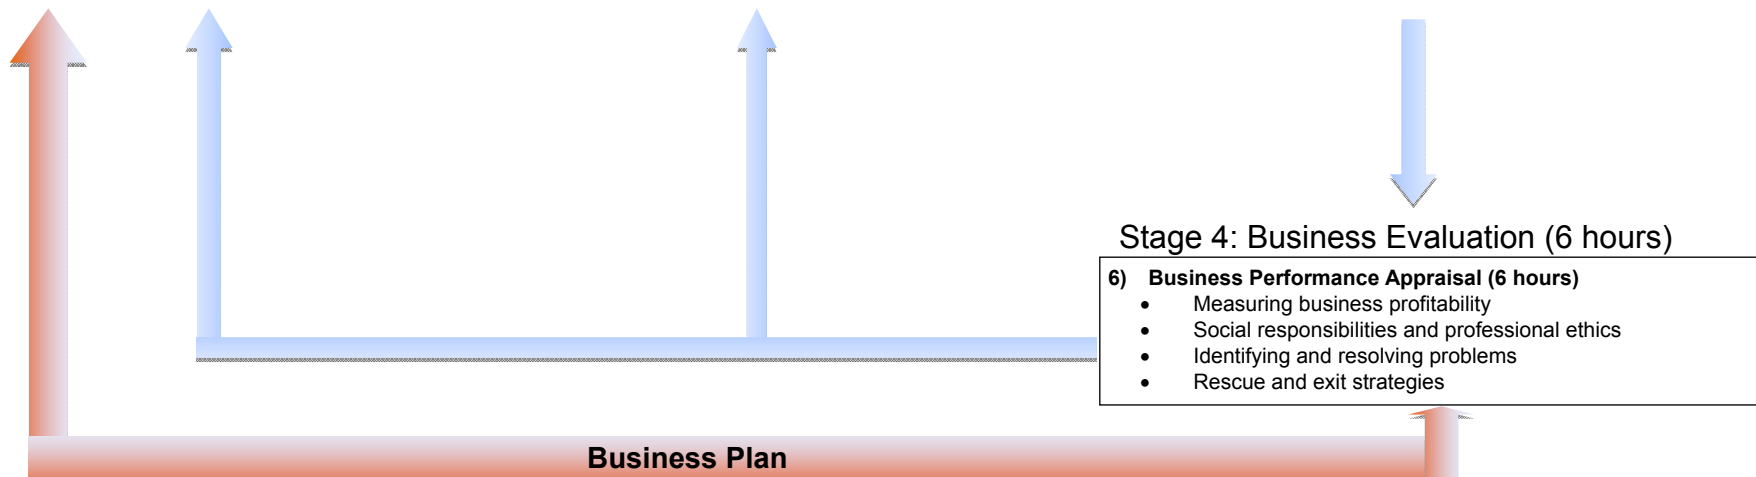 Stage 4: Business Evaluation (6 hours)
6) Business Performance Appraisal (6 hours)
• Measuring business profitability
• Social responsibilities and professional ethics
• Identifying and resolving problems
• Rescue and exit strategies
Business Plan